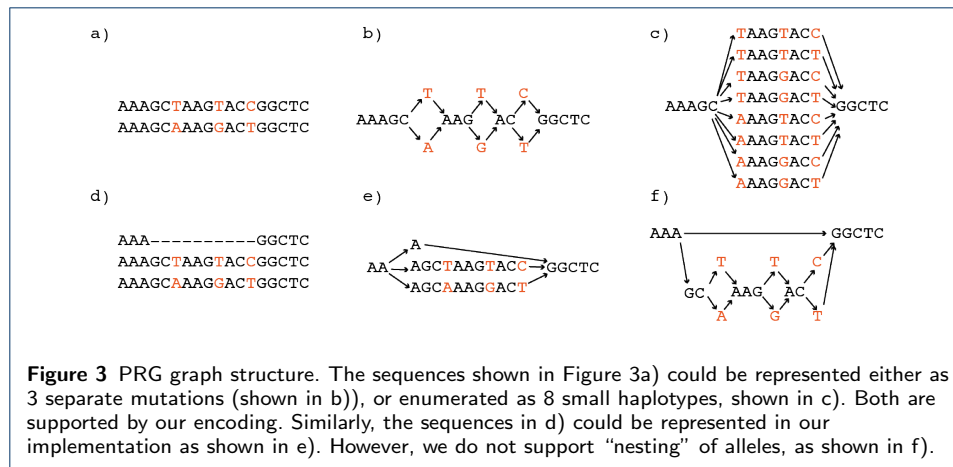 a)
AAAGCTAAGTACCGGCTC
AAAGCAAAGGACTGGCTC
b)
T T C
AAAGC AAG AC GGCTC
A G T
c)
TAAGTACC
TAAGTACT
TAAGGACC
AAAGC TAAGGACT GGCTC
AAAGTACC
AAAGTACT
AAAGGACC
AAAGGACT
d)
AAA-----------GGCTC
AAAGCTAAGTACCGGCTC
AAAGCAAAGGACTGGCTC
e)
A
AA AGCTAAGTACC GGCTC
AGCAAAGGACT
f)
AAA GGCTC
T T C
GC AAG AC
A G T
Figure 3 PRG graph structure. The sequences shown in Figure 3a) could be represented either as
3 separate mutations (shown in b)), or enumerated as 8 small haplotypes, shown in c). Both are
supported by our encoding. Similarly, the sequences in d) could be represented in our
implementation as shown in e). However, we do not support “nesting” of alleles, as shown in f).